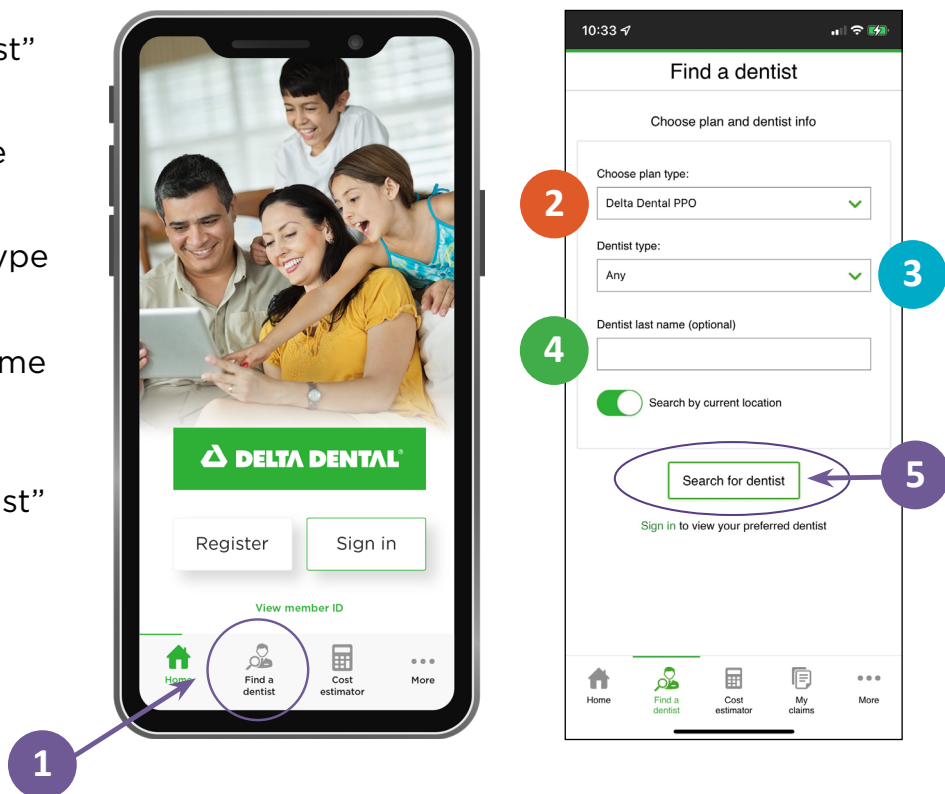 st”
e
ype
me
st”
DELTA DENTAL®
Register
Sign in
View member ID
Home
Find a
dentist
Cost
estimator
More
1
10:33
Find a dentist
Choose plan and dentist info
Choose plan type:
2
Delta Dental PPO
Dentist type:
Any
3
Dentist last name (optional)
4
Search by current location
Search for dentist
5
Sign in to view your preferred dentist
Home
Find a
dentist
Cost
estimator
My
claims
More